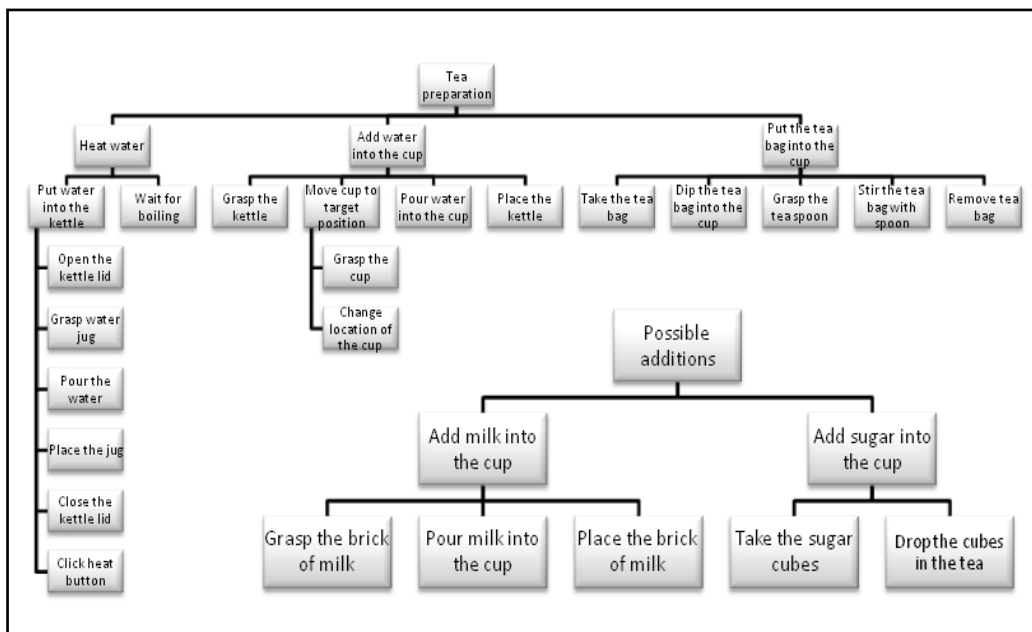 Tea
preparation
Heat water
Add water
into the cup
Put the tea
bag into the
cup
Put water
into the kettle
Wait for
boiling
Grasp the
kettle
Move cup to
target
position
Pour water
into the cup
Place the
kettle
Take the tea
bag
Dip the tea
bag into the
cup
Grasp the
tea spoon
Stir the tea
bag with
spoon
Remove tea
bag
Open the
kettle lid
Grasp water
jug
Pour the
water
Place the jug
Close the
kettle lid
Click heat
button
Grasp the
cup
Change
location of
the cup
Possible
additions
Add milk into
the cup
Add sugar into
the cup
Grasp the brick
of milk
Pour milk into
the cup
Place the brick
of milk
Take the sugar
cubes
Drop the cubes
in the tea